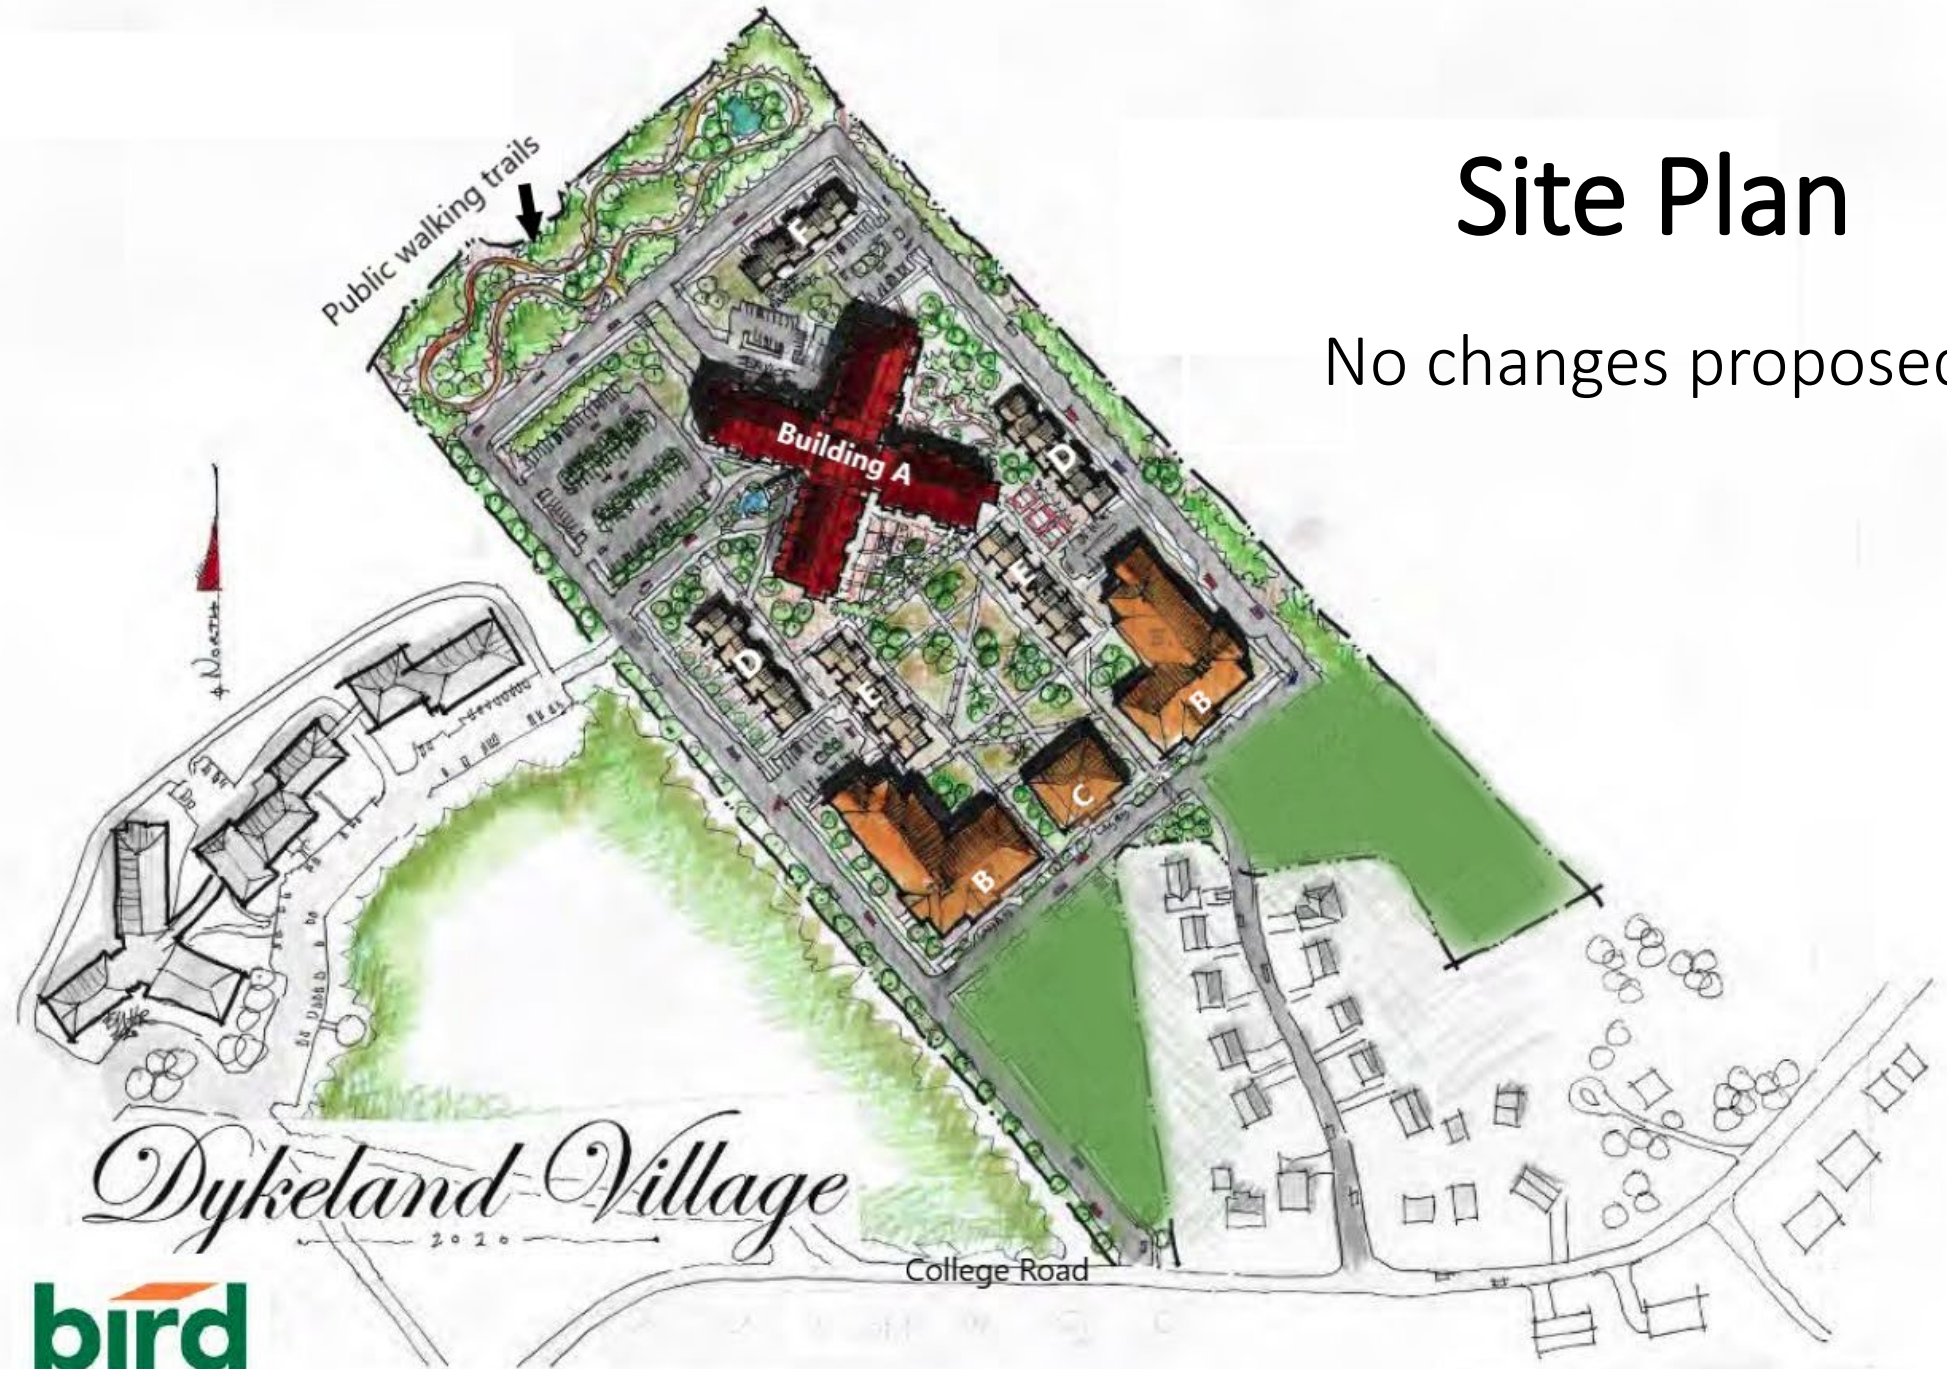 Site Plan
No changes proposed
Public walking trails
F
Building A
D
E
D
E
B
C
B
NORTH
Dykeland Village
2020
College Road
bird